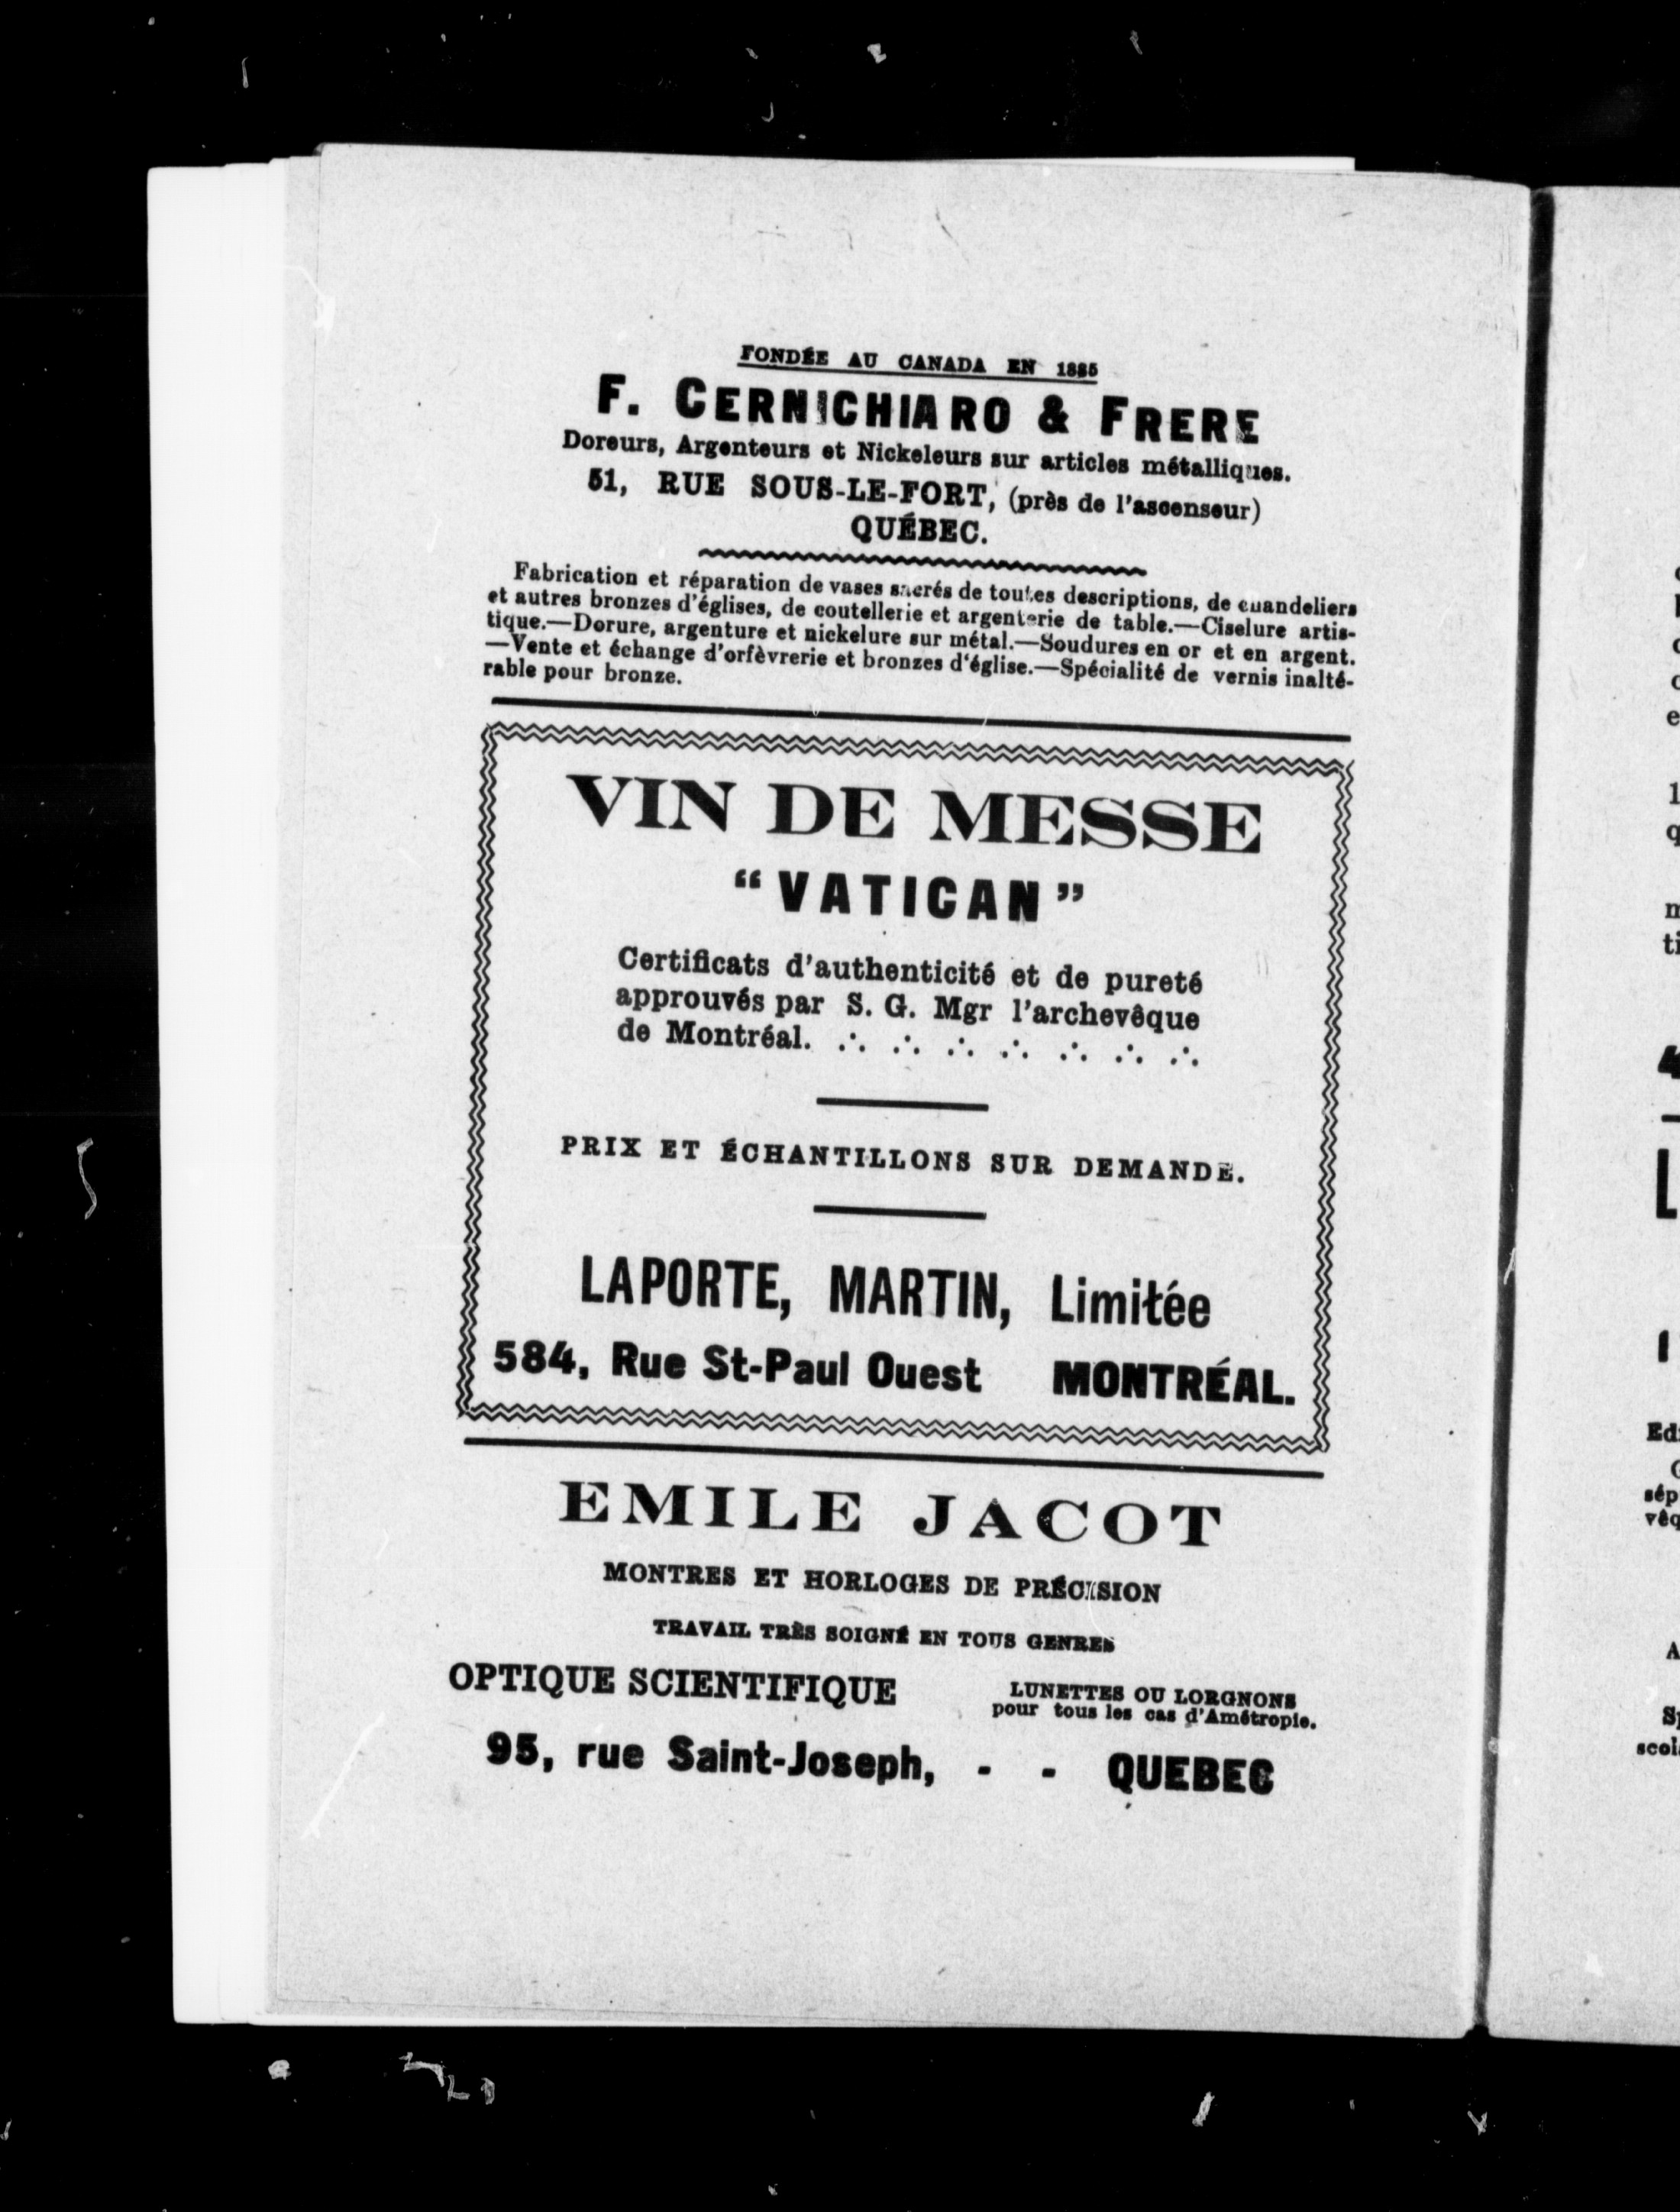 FONDÉE AU CANADA EN 1885
F. CERNICHIARO & FRERE
Doreurs, Argenteurs et Nickeleurs sur articles métalliques.
51, RUE SOUS-LE-FORT, (près de l'ascenseur)
QUÉBEC.
Fabrication et réparation de vases sacrés de toutes descriptions, de chandeliers
et autres bronzes d'églises, de coutellerie et argenterie de table.—Ciselure artis-
tique.—Dorure, argenture et nickelure sur métal.—Soudures en or et en argent.
—Vente et échange d'orfèvrerie et bronzes d'église.—Spécialité de vernis inalté-
rable pour bronze.
VIN DE MESSE
“VATICAN”
Certificats d'authenticité et de pureté
approuvés par S. G. Mgr l'archevêque
de Montréal. ∴ ∴ ∴ ∴ ∴ ∴ ∴
PRIX ET ÉCHANTILLONS SUR DEMANDE.
LAPORTE, MARTIN, Limitée
584, Rue St-Paul Ouest MONTRÉAL.
EMILE JACOT
MONTRES ET HORLOGES DE PRÉCISION
TRAVAIL TRÈS SOIGNÉ EN TOUS GENRES
OPTIQUE SCIENTIFIQUE
LUNETTES OU LORGNONS
pour tous les cas d'Amétropie.
95, rue Saint-Joseph, - - QUEBEC